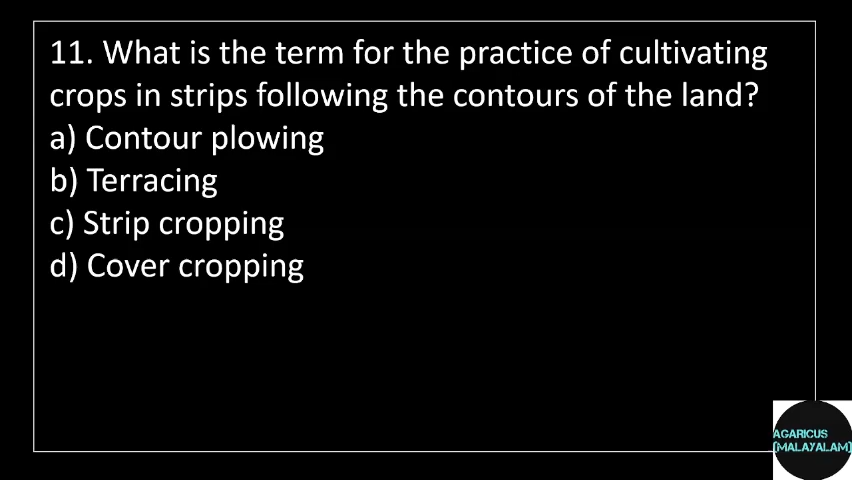 11. What is the term for the practice of cultivating
crops in strips following the contours of the land?
a) Contour plowing
b) Terracing
c) Strip cropping
d) Cover cropping
AGARICUS
(MALAYALAM)